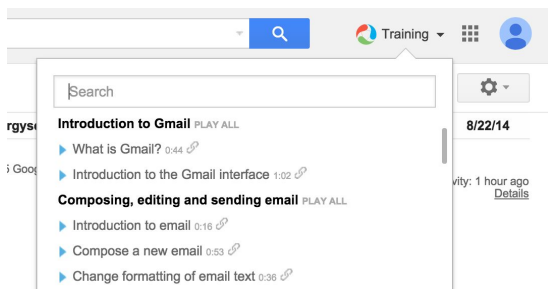 Training
Search
rgys
8/22/14
Introduction to Gmail PLAY ALL
What is Gmail? 0:44
5 Goog
Introduction to the Gmail interface 1:02
vity: 1 hour ago
Details
Composing, editing and sending email PLAY ALL
Introduction to email 0:16
Compose a new email 0:53
Change formatting of email text 0:36